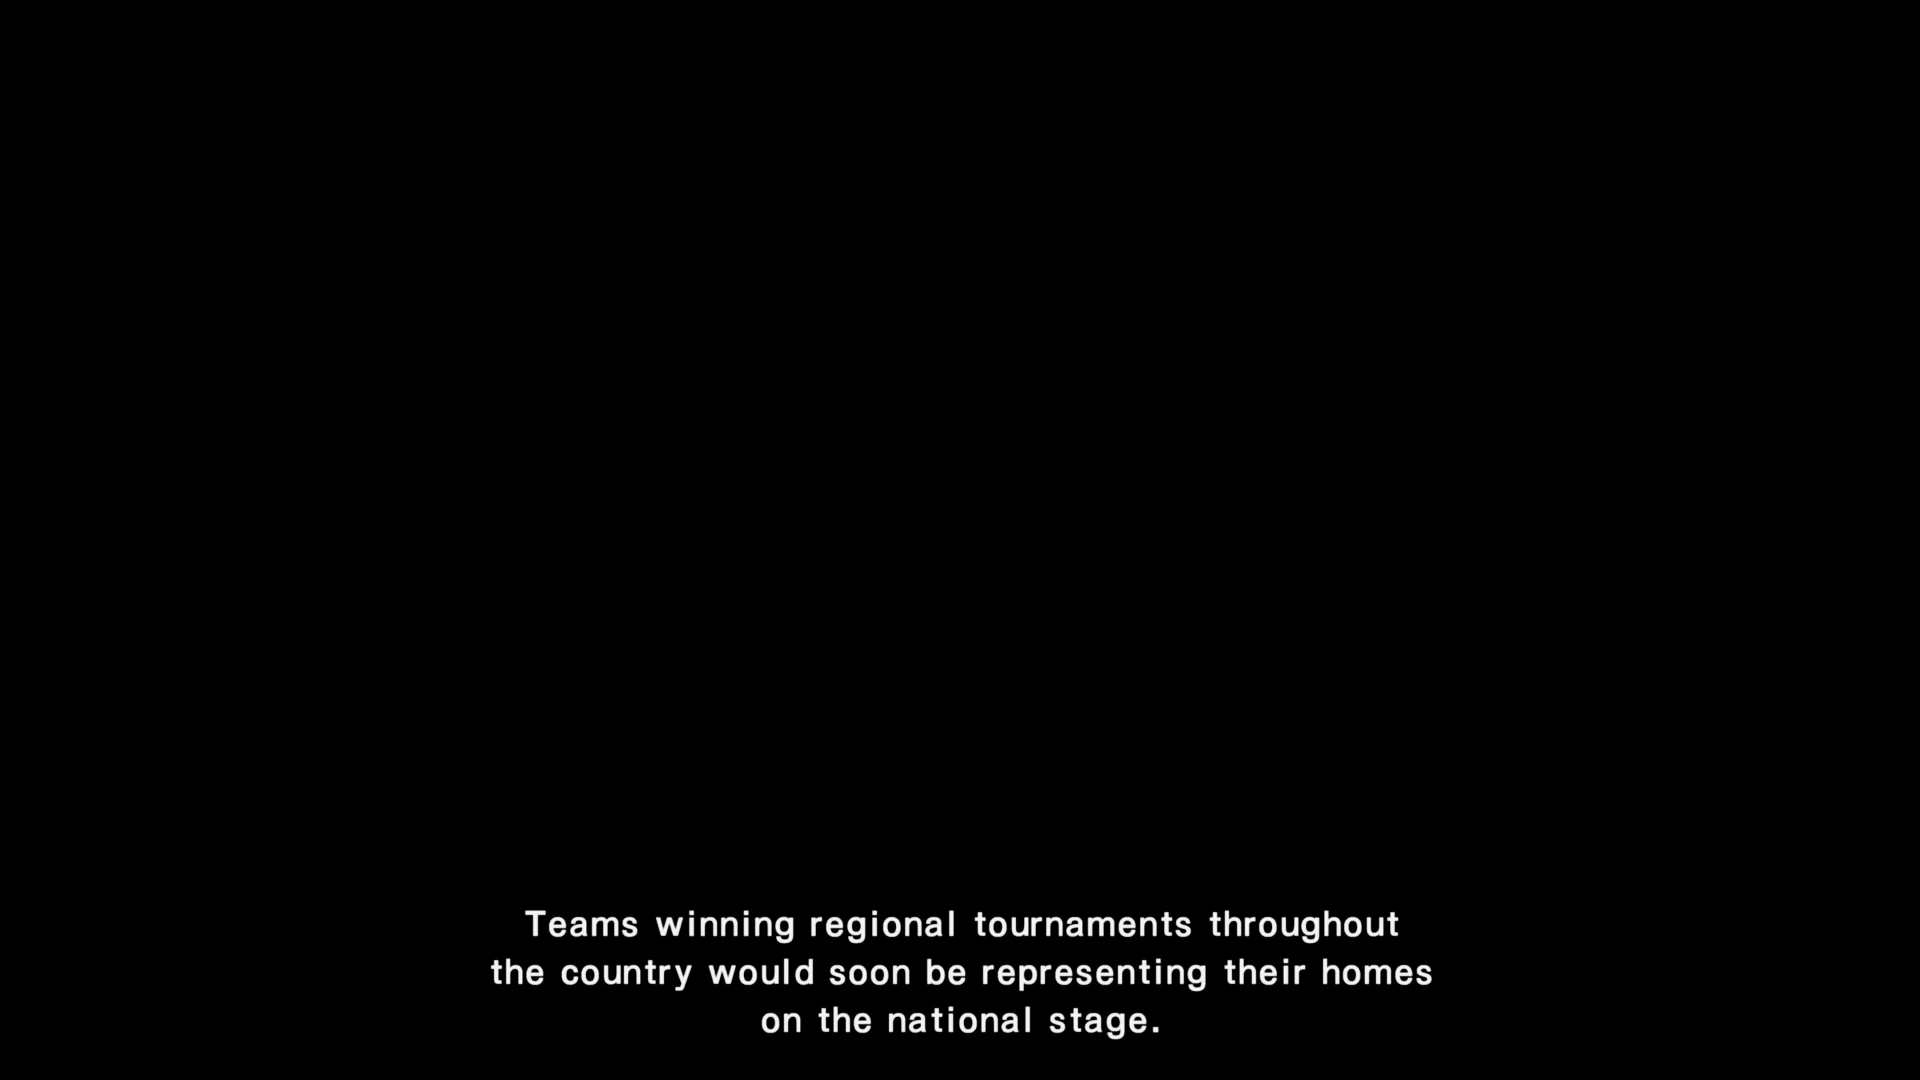 Teams winning regional tournaments throughout
the country would soon be representing their homes
on the national stage.